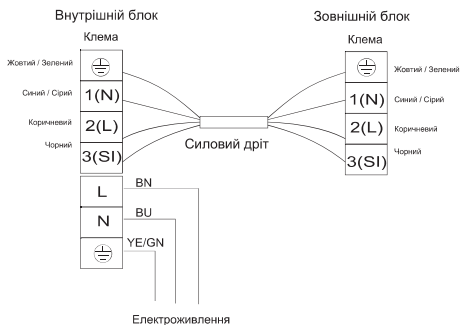 Внутрішній блок
Зовнішній блок
Клема
Клема
Жовтий / Зелений
Жовтий / Зелений
Синий / Сірий
1(N)
1(N)
Синий / Сірий
Коричневий
2(L)
2(L)
Коричневий
Чорний
3(SI)
3(SI)
Чорний
Силовий дріт
L
BN
N
BU
YE/GN
Електроживлення